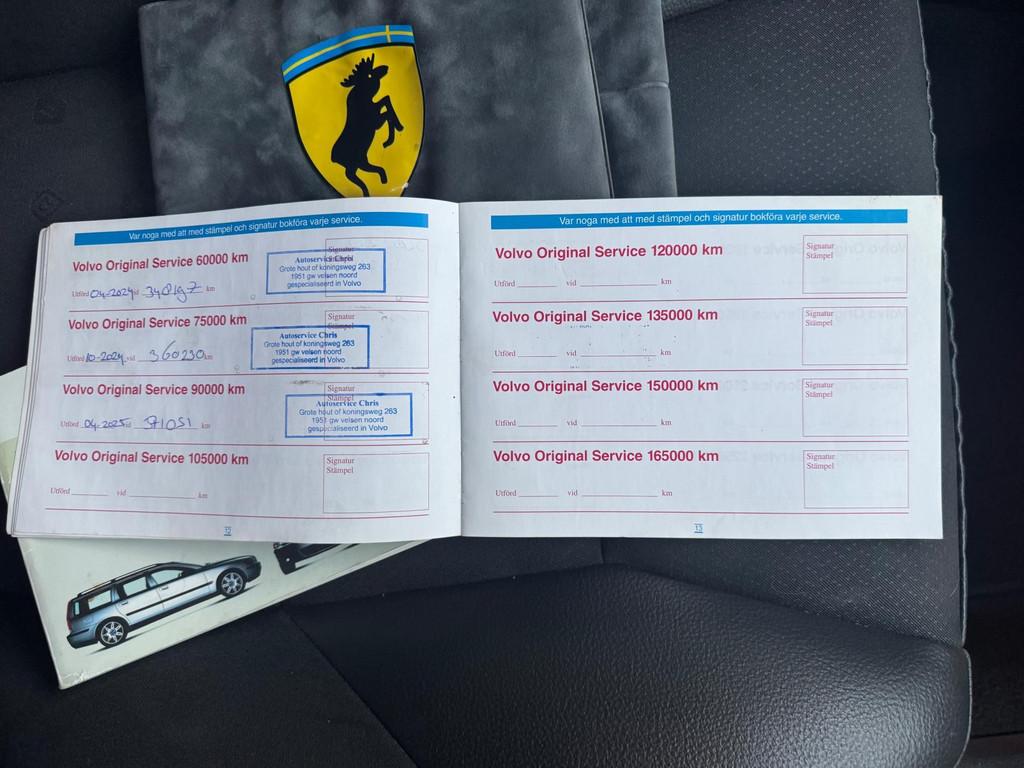 Var noga med att med stämpel och signatur bokföra varje service.
Volvo Original Service 60000 km
Signatur
Stämpel
Autoservice Chris
Grote hout of koningsweg 263
1951 gw velsen noord
gespecialiseerd in Volvo
Utförd 04-2024 vid km
Volvo Original Service 75000 km
Signatur
Stämpel
Autoservice Chris
Grote hout of koningsweg 263
1951 gw velsen noord
gespecialiseerd in Volvo
Utförd 10-2024 vid 360230 km
Volvo Original Service 90000 km
Signatur
Stämpel
Autoservice Chris
Grote hout of koningsweg 263
1951 gw velsen noord
gespecialiseerd in Volvo
Utförd 04-2025 vid 371051 km
Volvo Original Service 105000 km
Signatur
Stämpel
Utförd vid km
12
Var noga med att med stämpel och signatur bokföra varje service.
Volvo Original Service 120000 km
Signatur
Stämpel
Utförd vid km
Volvo Original Service 135000 km
Signatur
Stämpel
Utförd vid km
Volvo Original Service 150000 km
Signatur
Stämpel
Utförd vid km
Volvo Original Service 165000 km
Signatur
Stämpel
Utförd vid km
13